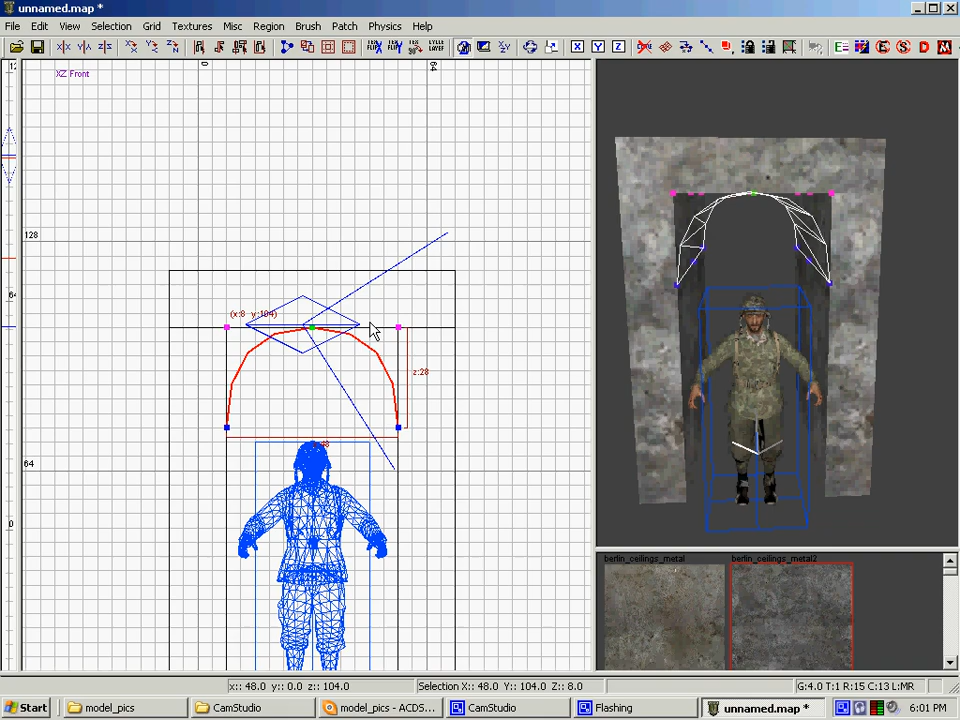 unnamed.map *
File Edit View Selection Grid Textures Misc Region Brush Patch Physics Help
XZ Front
0
64
128
(x:8 y:104)
z:28
64
0
berlin_ceilings_metal berlin_ceilings_metal2
x:: 48.0 y:: 0.0 z:: 104.0 Selection X:: 48.0 Y:: 104.0 Z:: 8.0 G:4.0 T:1 R:15 C:13 L:MR
Start model_pics CamStudio model_pics - ACDS... CamStudio Flashing unnamed.map * 6:01 PM